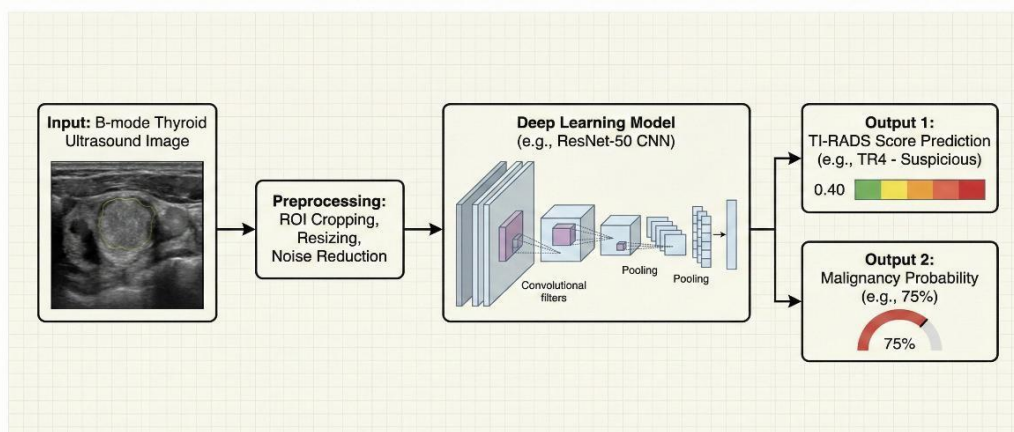 Input: B-mode Thyroid
Ultrasound Image
Preprocessing:
ROI Cropping,
Resizing,
Noise Reduction
Deep Learning Model
(e.g., ResNet-50 CNN)
Convolutional
filters
Pooling
Pooling
Output 1:
TI-RADS Score Prediction
(e.g., TR4 - Suspicious)
0.40
Output 2:
Malignancy Probability
(e.g., 75%)
75%